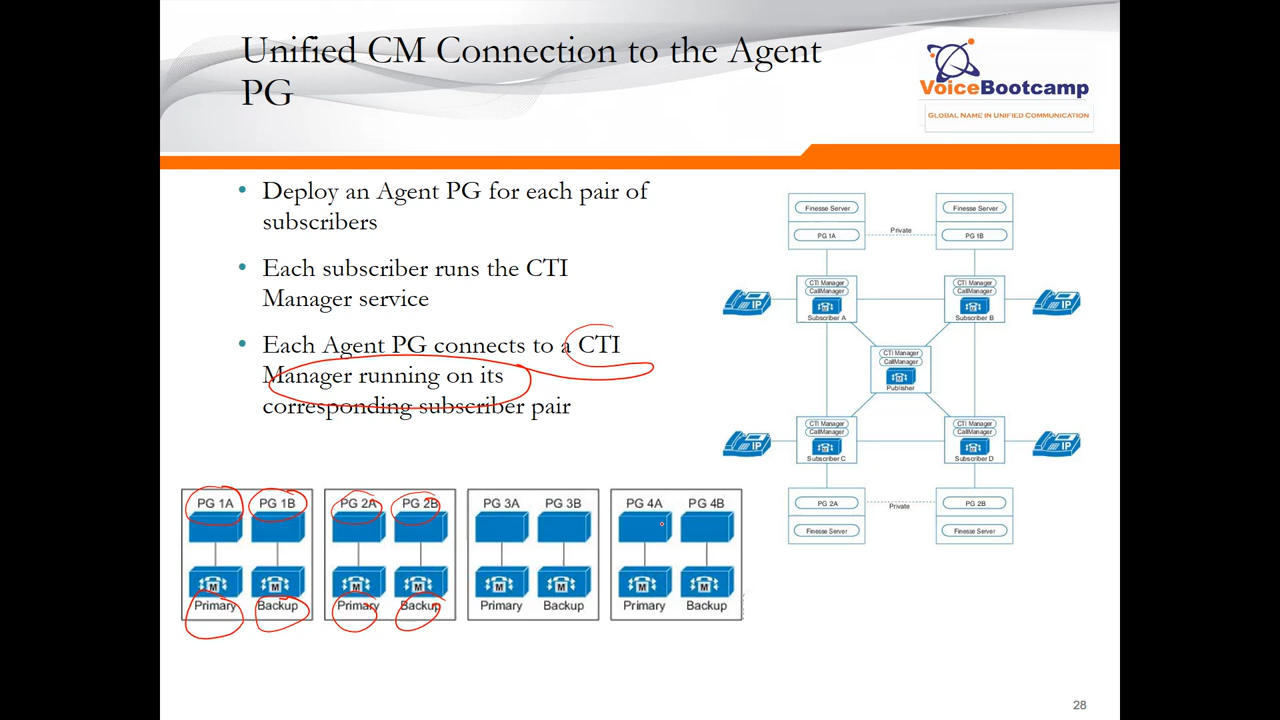 Unified CM Connection to the Agent
PG
VoiceBootcamp
GLOBAL NAME IN UNIFIED COMMUNICATION
• Deploy an Agent PG for each pair of
subscribers
• Each subscriber runs the CTI
Manager service
• Each Agent PG connects to a CTI
Manager running on its
corresponding subscriber pair
Finesse Server
Finesse Server
PG 1A
Private
PG 1B
CTI Manager
CallManager
Subscriber A
CTI Manager
CallManager
Subscriber B
IP
IP
CTI Manager
CallManager
M
Publisher
CTI Manager
CallManager
Subscriber C
CTI Manager
CallManager
Subscriber D
IP
IP
PG 2A
Private
PG 2B
Finesse Server
Finesse Server
PG 1A PG 1B
M M
Primary Backup
PG 2A PG 2B
M M
Primary Backup
PG 3A PG 3B
M M
Primary Backup
PG 4A PG 4B
M M
Primary Backup
28